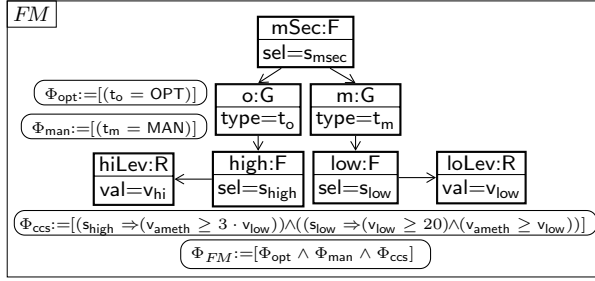 FM
mSec:F
sel=s_msec
Φ_opt:=[(t_o = OPT)]
o:G
m:G
type=t_o
type=t_m
Φ_man:=[(t_m = MAN)]
hiLev:R
high:F
low:F
loLev:R
val=v_hi
sel=s_high
sel=s_low
val=v_low
Φ_ccs:=[(s_high ⇒(v_ameth ≥ 3 · v_low))∧((s_low ⇒(v_low ≥ 20)∧(v_ameth ≥ v_low))]
Φ_FM:=[Φ_opt ∧ Φ_man ∧ Φ_ccs]